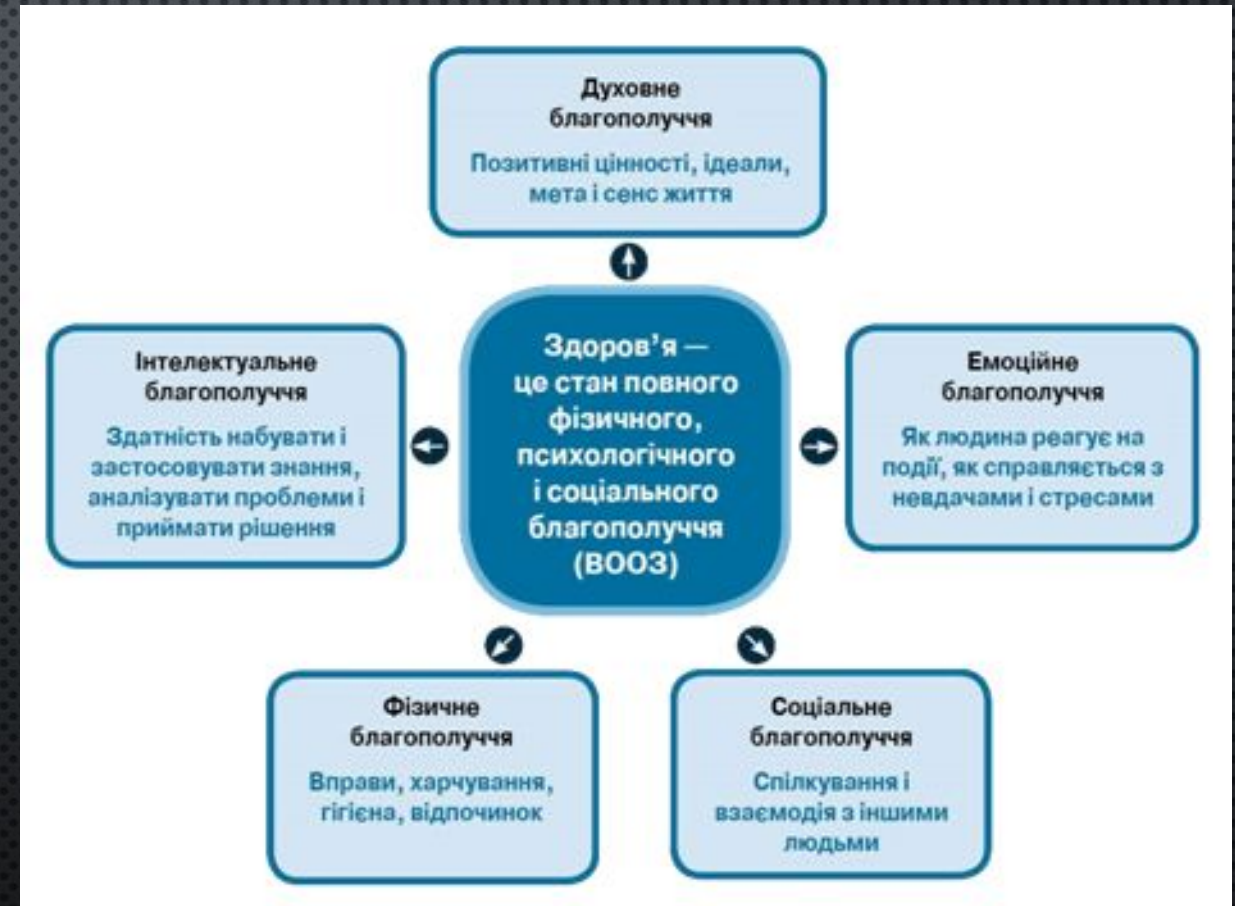 Духовне
благополуччя
Позитивні цінності, ідеали,
мета і сенс життя
Інтелектуальне
благополуччя
Здатність набувати і
застосовувати знання,
аналізувати проблеми і
приймати рішення
Здоров’я —
це стан повного
фізичного,
психологічного
і соціального
благополуччя
(ВООЗ)
Емоційне
благополуччя
Як людина реагує на
події, як справляється з
невдачами і стресами
Фізичне
благополуччя
Вправи, харчування,
гігієна, відпочинок
Соціальне
благополуччя
Спілкування і
взаємодія з іншими
людьми